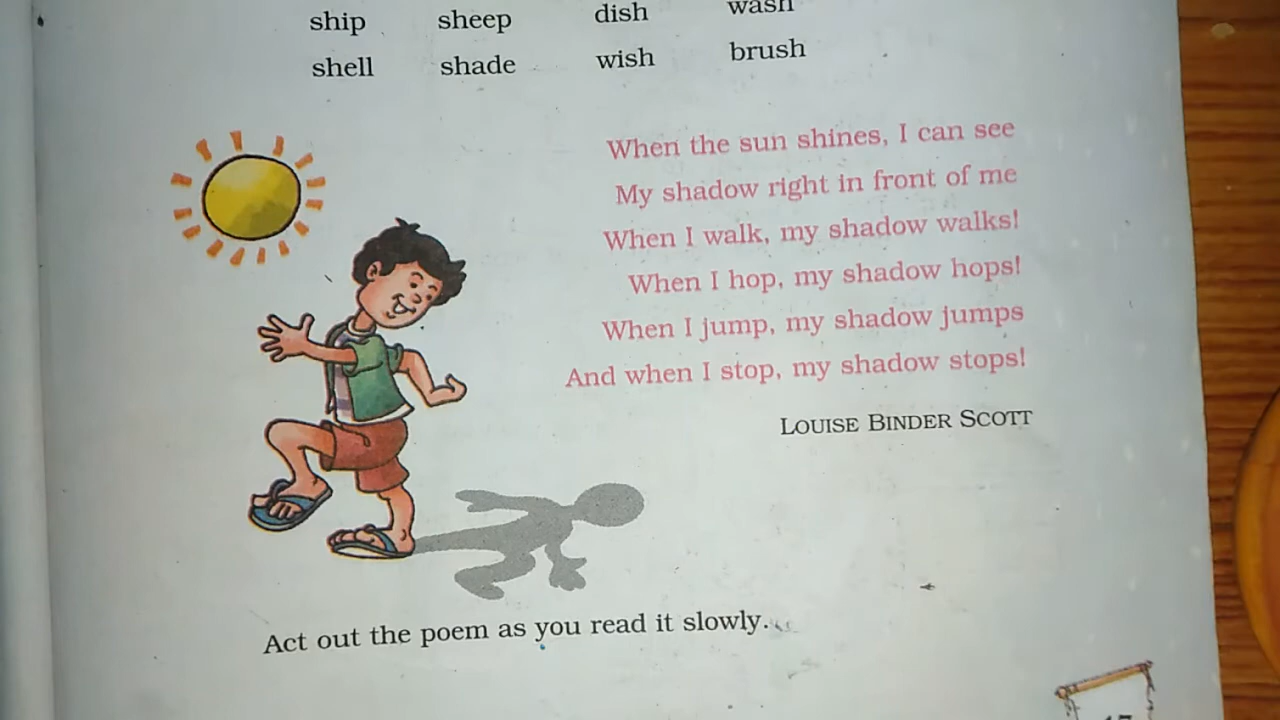 ship sheep dish wash
shell shade wish brush
When the sun shines, I can see
My shadow right in front of me
When I walk, my shadow walks!
When I hop, my shadow hops!
When I jump, my shadow jumps
And when I stop, my shadow stops!
LOUISE BINDER SCOTT
Act out the poem as you read it slowly.